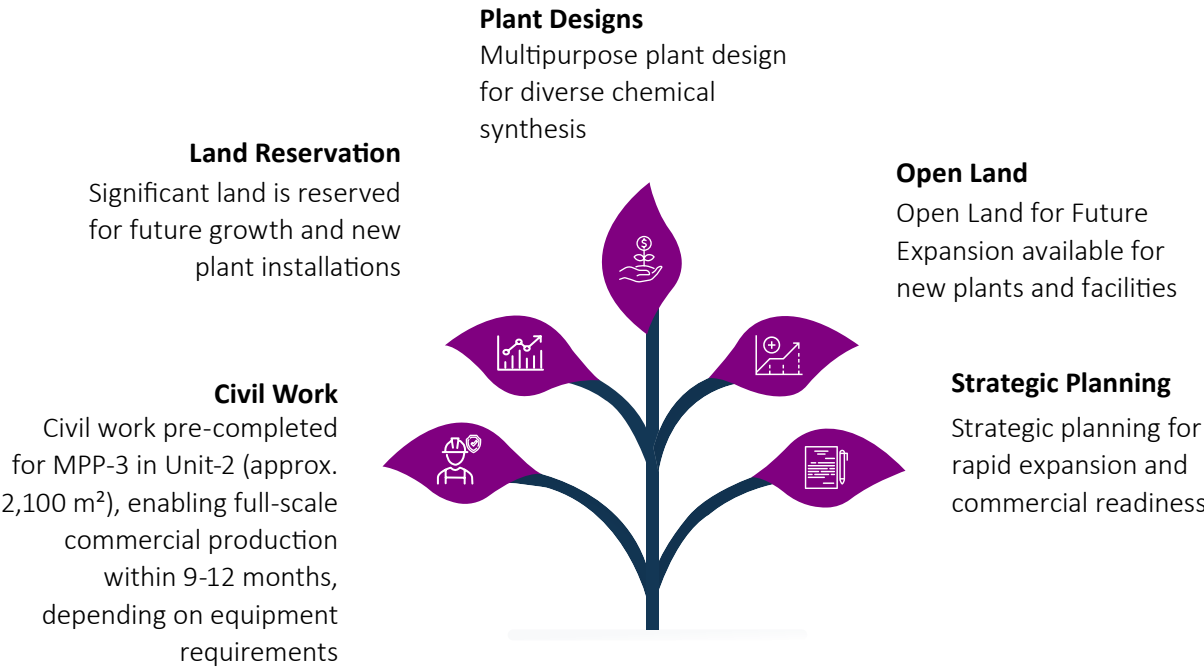 Plant Designs
Multipurpose plant design
for diverse chemical
synthesis
Land Reservation
Significant land is reserved
for future growth and new
plant installations
Open Land
Open Land for Future
Expansion available for
new plants and facilities
Civil Work
Civil work pre-completed
for MPP-3 in Unit-2 (approx.
2,100 m²), enabling full-scale
commercial production
within 9-12 months,
depending on equipment
requirements
Strategic Planning
Strategic planning for
rapid expansion and
commercial readiness